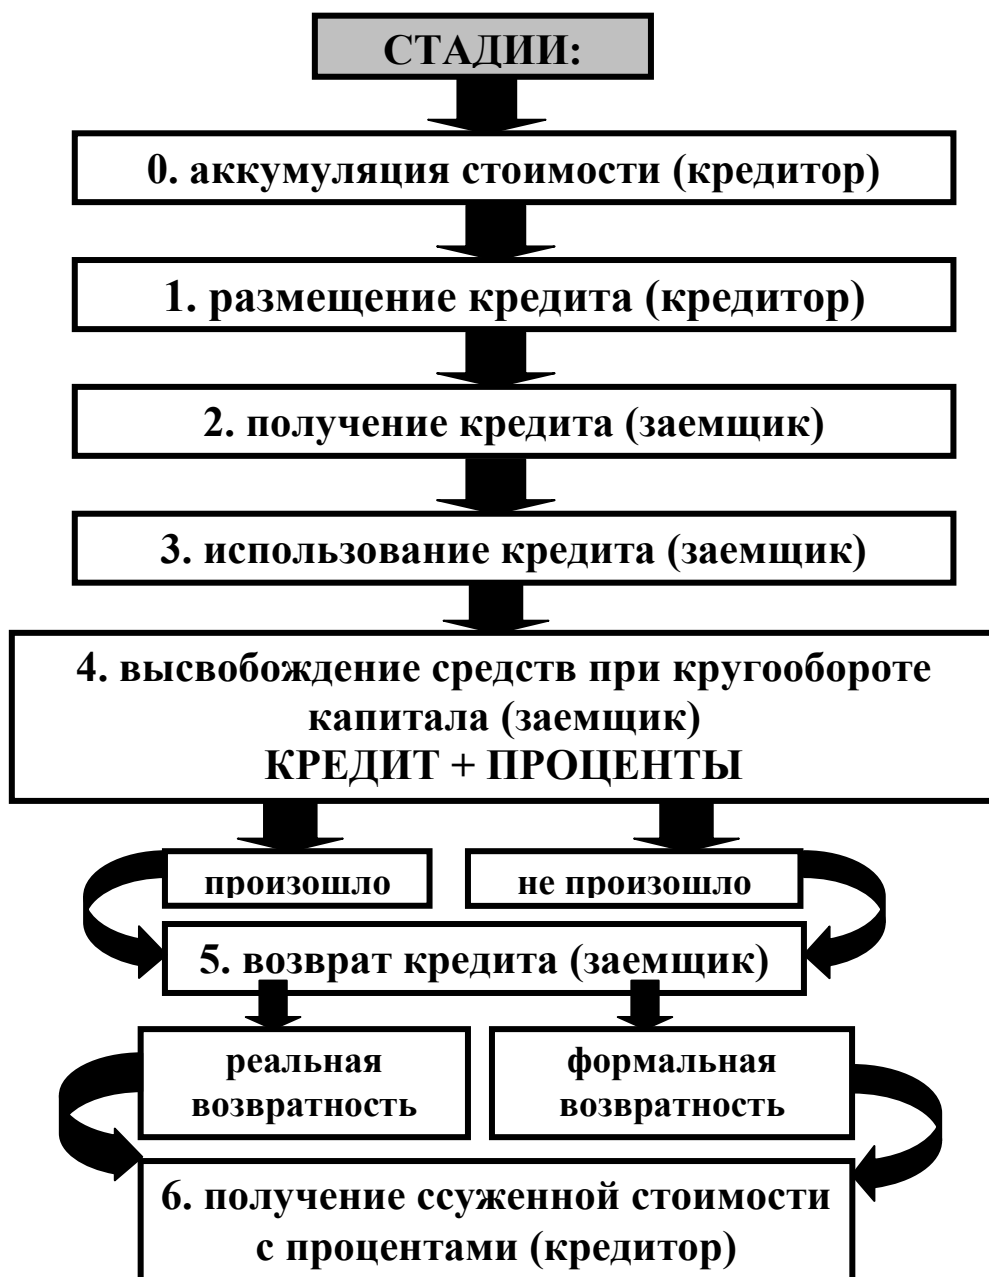 СТАДИИ:
0. аккумуляция стоимости (кредитор)
1. размещение кредита (кредитор)
2. получение кредита (заемщик)
3. использование кредита (заемщик)
4. высвобождение средств при кругообороте
капитала (заемщик)
КРЕДИТ + ПРОЦЕНТЫ
произошло
не произошло
5. возврат кредита (заемщик)
реальная
возвратность
формальная
возвратность
6. получение ссуженной стоимости
с процентами (кредитор)